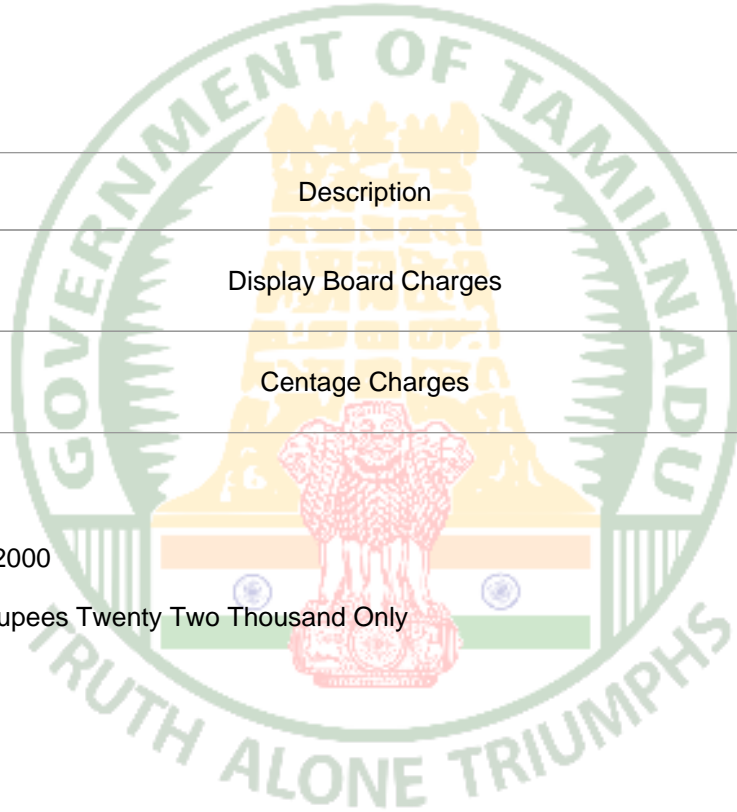 GOVERNMENT OF TAMILNADU
Description
Display Board Charges
Centage Charges
2000
upees Twenty Two Thousand Only
TRUTH ALONE TRIUMPHS